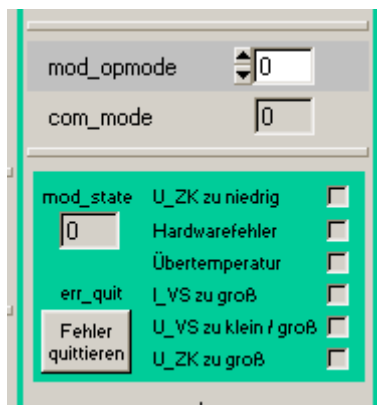 mod_opmode 0
com_mode 0
mod_state U_ZK zu niedrig
0 Hardwarefehler
Übertemperatur
err_quit I_VS zu groß
Fehler quittieren
U_VS zu klein / groß
U_ZK zu groß